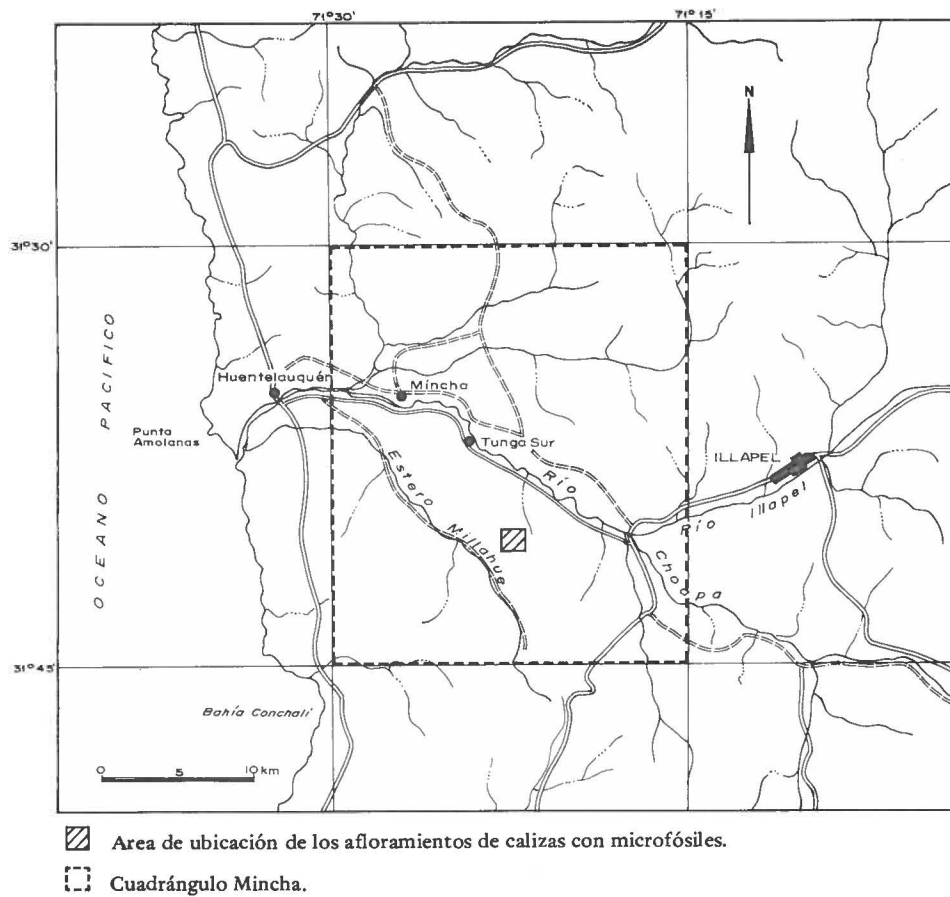 71°30'
71°15'
N
31°30'
OCEANO PACIFICO
Huentelauquén
Mincha
Punta
Amolanas
Tunga Sur
ILLAPEL
Estero Millahue
Río Choapa
Río Illapel
31°45'
Bahía Conchalí
0 5 10 km
Area de ubicación de los afloramientos de calizas con microfósiles.
Cuadrángulo Mincha.